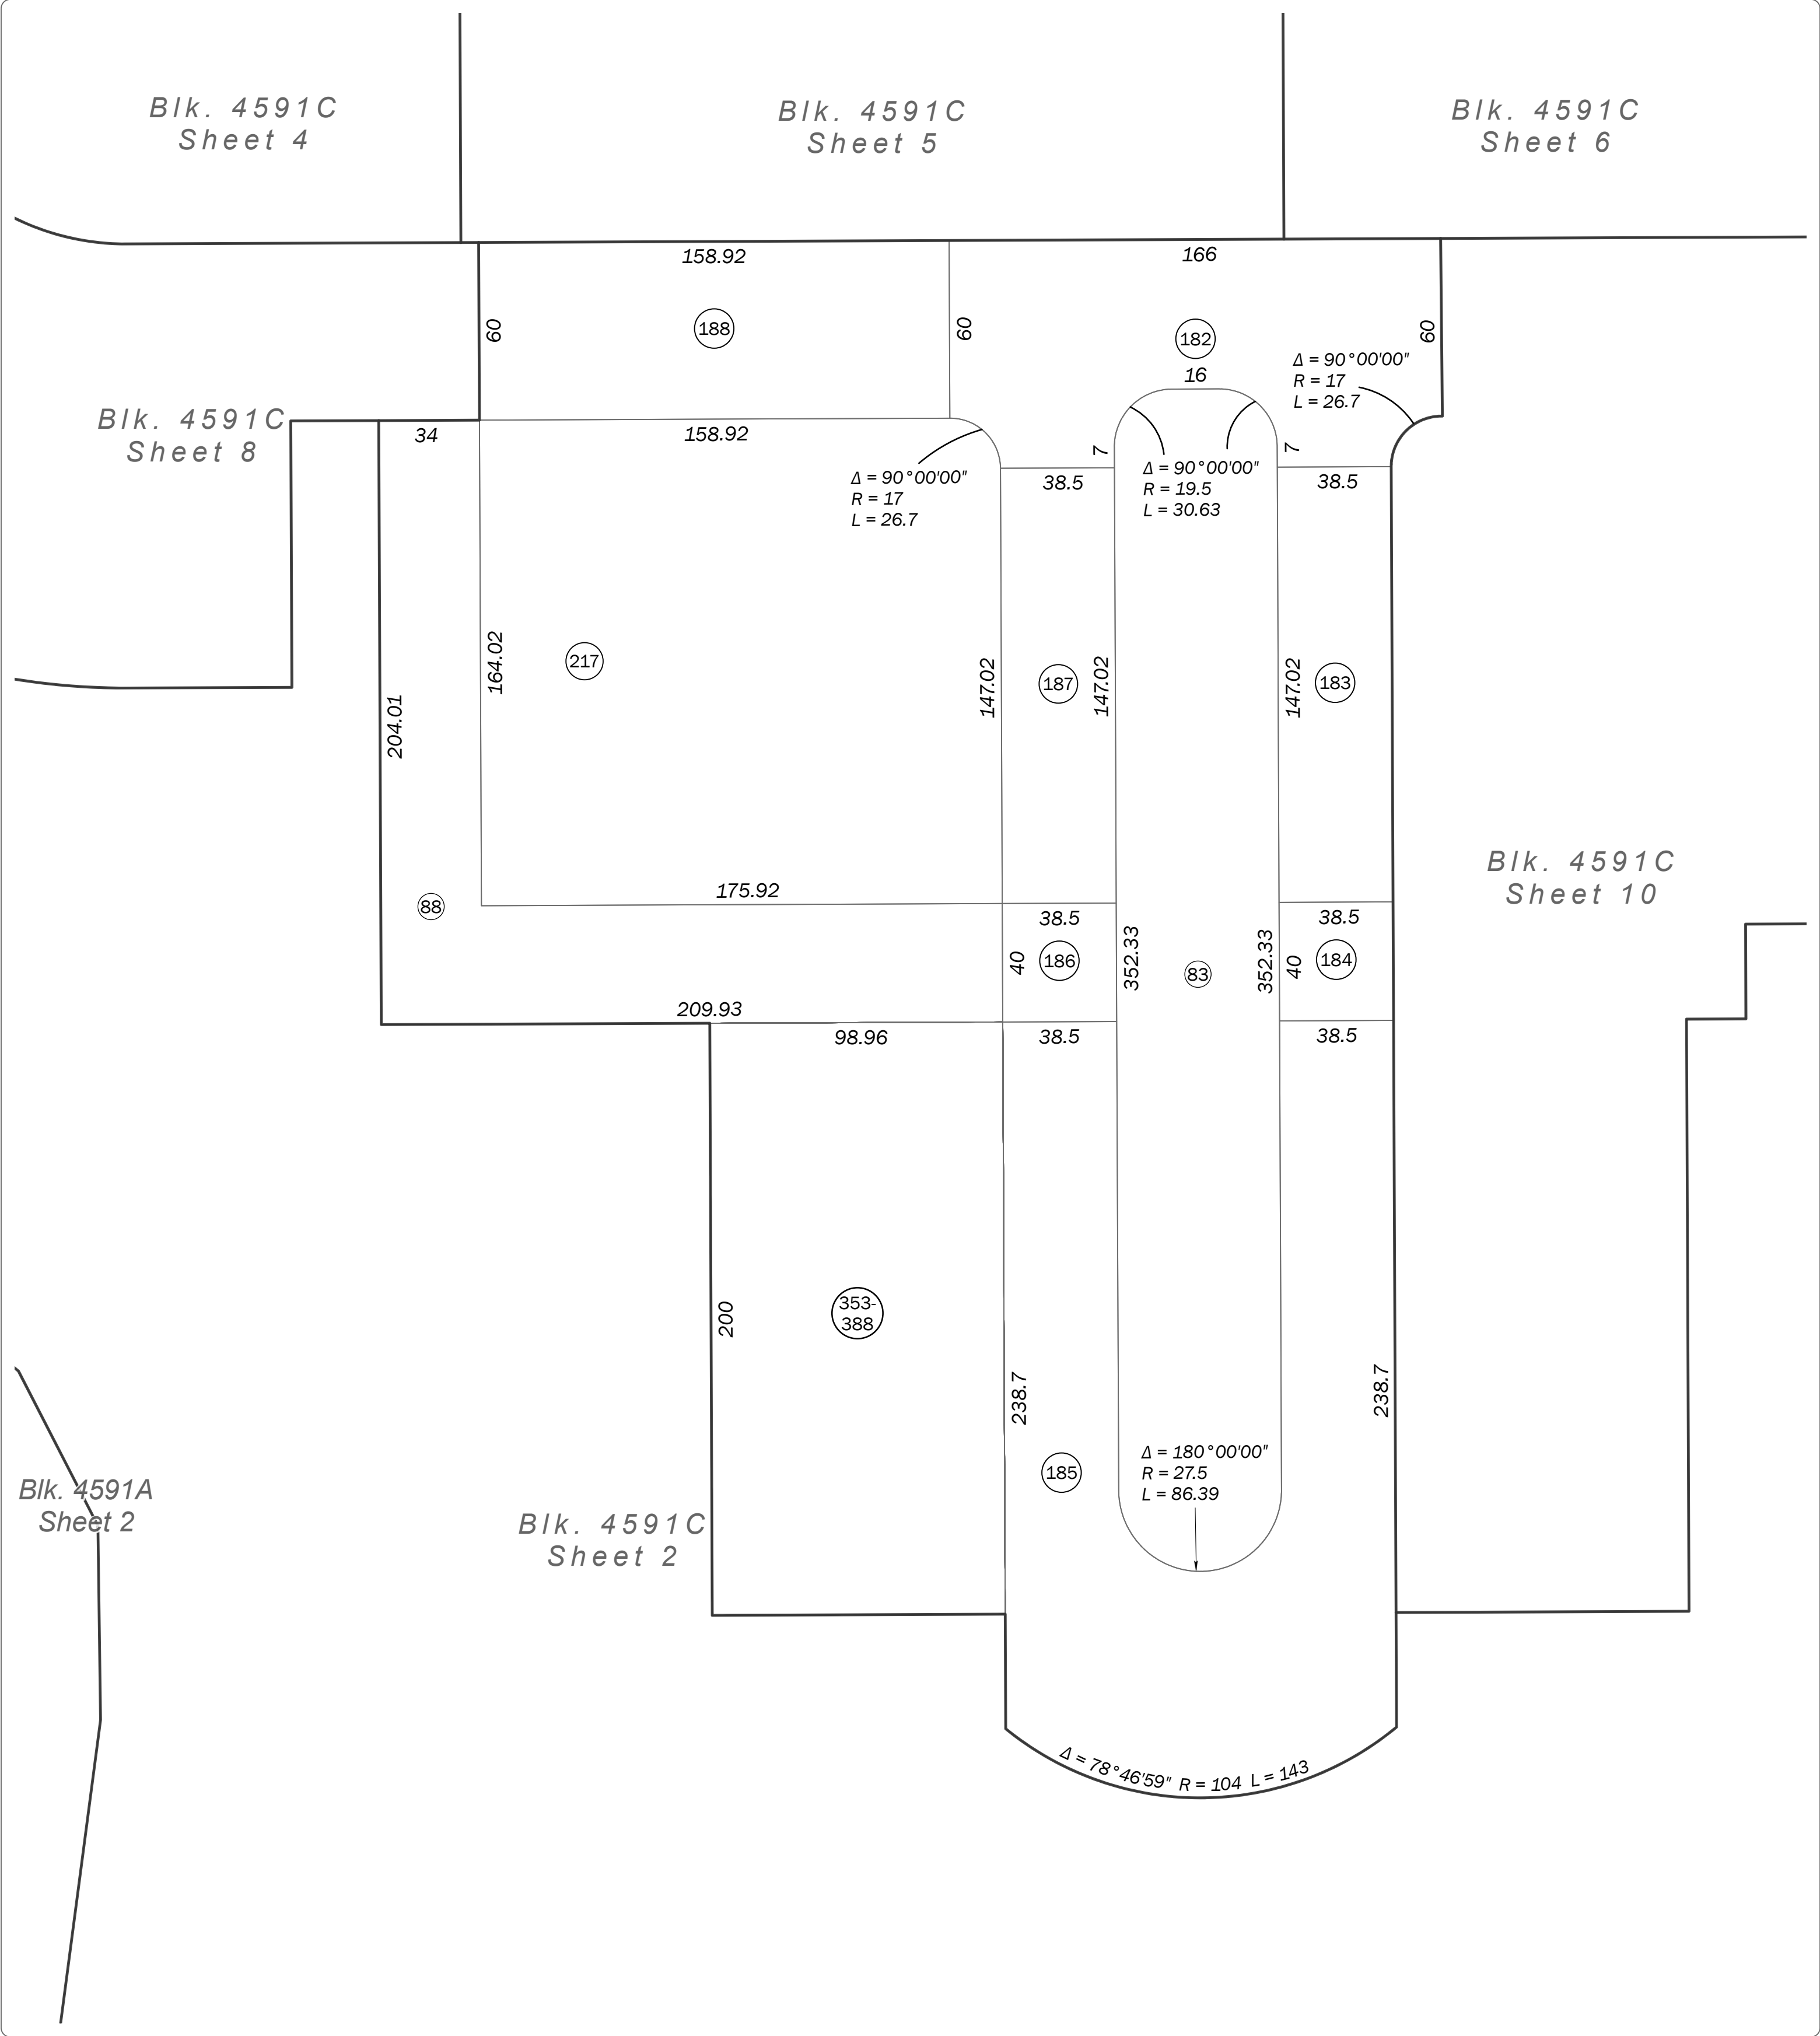 Blk. 4591C
Sheet 4
Blk. 4591C
Sheet 5
Blk. 4591C
Sheet 6
158.92
166
60
188
60
182
60
16
Δ = 90°00'00"
R = 17
L = 26.7
Blk. 4591C
Sheet 8
34
158.92
7
7
Δ = 90°00'00"
R = 17
L = 26.7
38.5
Δ = 90°00'00"
R = 19.5
L = 30.63
38.5
204.01
164.02
217
147.02
187
147.02
147.02
183
Blk. 4591C
Sheet 10
175.92
88
38.5
38.5
40
186
352.33
83
352.33
40
184
209.93
98.96
38.5
38.5
200
353-
388
238.7
238.7
185
Δ = 180°00'00"
R = 27.5
L = 86.39
Blk. 4591A
Sheet 2
Blk. 4591C
Sheet 2
Δ = 78°46'59" R = 104 L = 143